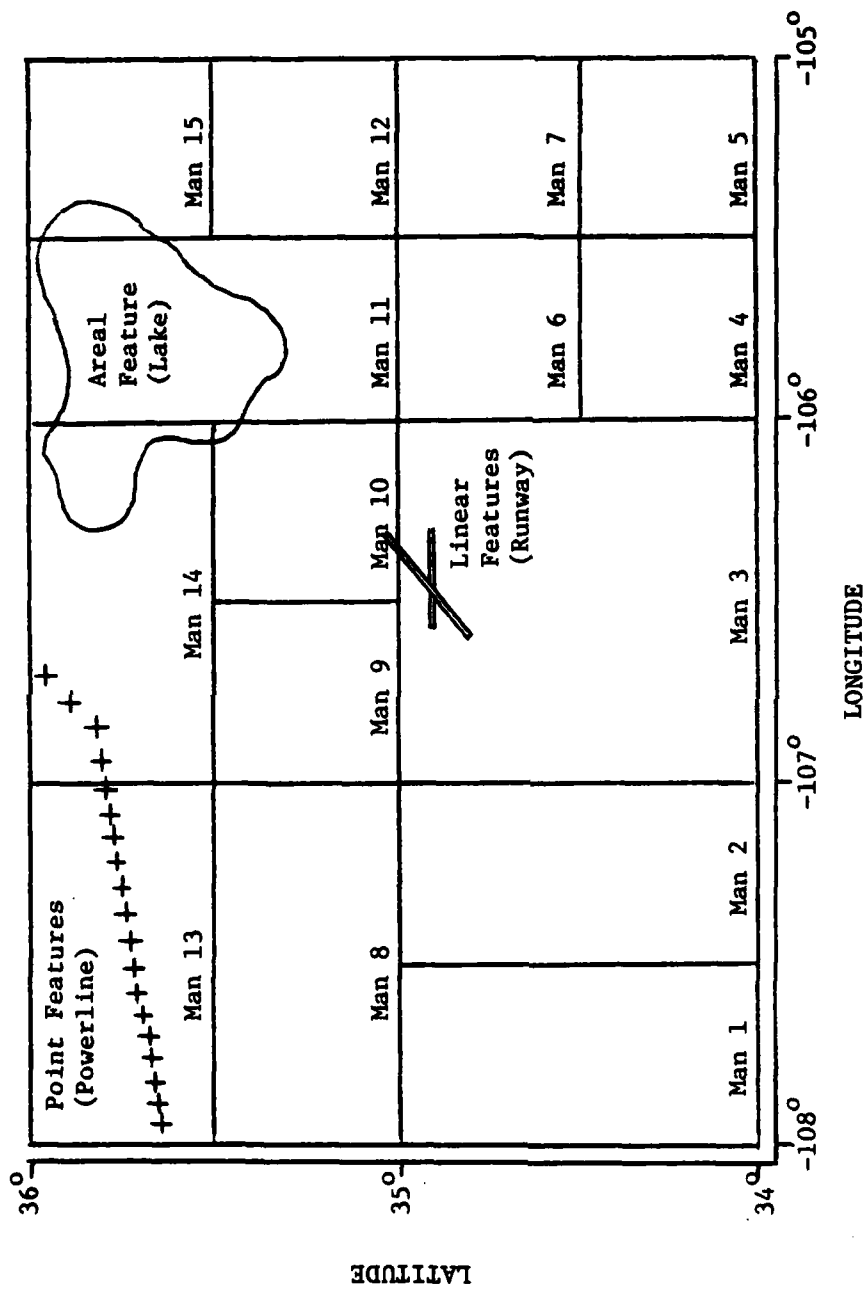 36°
35°
34°
LATITUDE
Point Features
(Powerline)
Areal
Feature
(Lake)
Man 13
Man 14
Man 15
Man 8
Man 9
Man 10
Man 11
Man 12
Linear
Features
(Runway)
Man 6
Man 7
Man 1
Man 2
Man 3
Man 4
Man 5
-108°
-107°
-106°
-105°
LONGITUDE